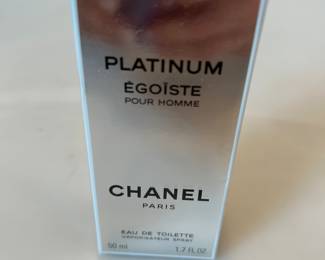 PLATINUM
ÉGOÏSTE
POUR HOMME
CHANEL
PARIS
EAU DE TOILETTE
VAPORISATEUR SPRAY
50 ml 1.7 FL. OZ.